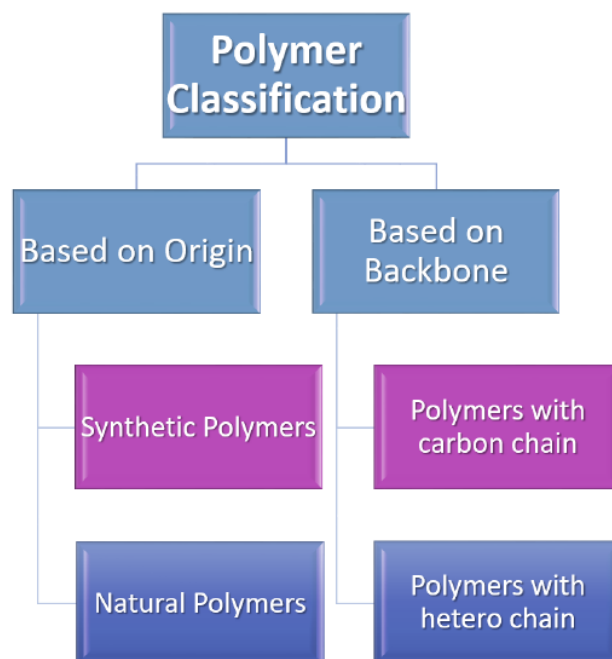 Polymer
Classification
Based on Origin
Based on
Backbone
Synthetic Polymers
Polymers with
carbon chain
Natural Polymers
Polymers with
hetero chain